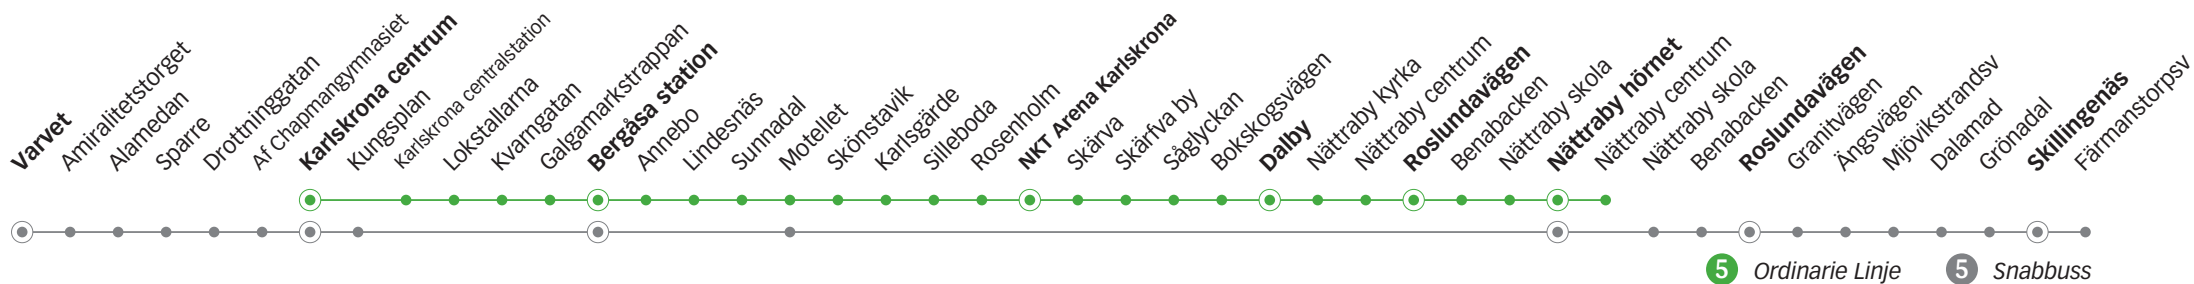 Varvet
Amiralitetstorget
Alamedan
Sparre
Drottninggatan
Af Chapmangymnasiet
Karlskrona centrum
Kungsplan
Karlskrona centralstation
Lokstallarna
Kvarngatan
Galgamarkstrappan
Bergåsa station
Annebo
Lindesnäs
Sunnadal
Motellet
Skönstavik
Karlsgärde
Silleboda
Rosenholm
NKT Arena Karlskrona
Skärva
Skärfva by
Såglyckan
Bokskogsvägen
Dalby
Nättraby kyrka
Nättraby centrum
Roslundavägen
Benabacken
Nättraby skola
Nättraby hörnet
Nättraby centrum
Nättraby skola
Benabacken
Roslundavägen
Granitvägen
Ängsvägen
Mjövikstrandsv
Dalamad
Grönadal
Skillingenäs
Färmanstorpsv
5 Ordinarie Linje
5 Snabbuss